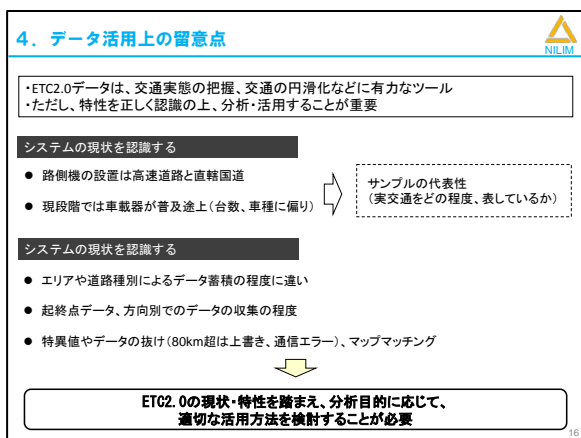 4．データ活用上の留意点
NILIM
・ETC2.0データは、交通実態の把握、交通の円滑化などに有力なツール
・ただし、特性を正しく認識の上、分析・活用することが重要
システムの現状を認識する
● 路側機の設置は高速道路と直轄国道
● 現段階では車載器が普及途上（台数、車種に偏り）
サンプルの代表性
（実交通をどの程度、表しているか）
システムの現状を認識する
● エリアや道路種別によるデータ蓄積の程度に違い
● 起終点データ、方向別でのデータの収集の程度
● 特異値やデータの抜け（80km超は上書き、通信エラー）、マップマッチング
ETC2.0の現状・特性を踏まえ、分析目的に応じて、
適切な活用方法を検討することが必要
16